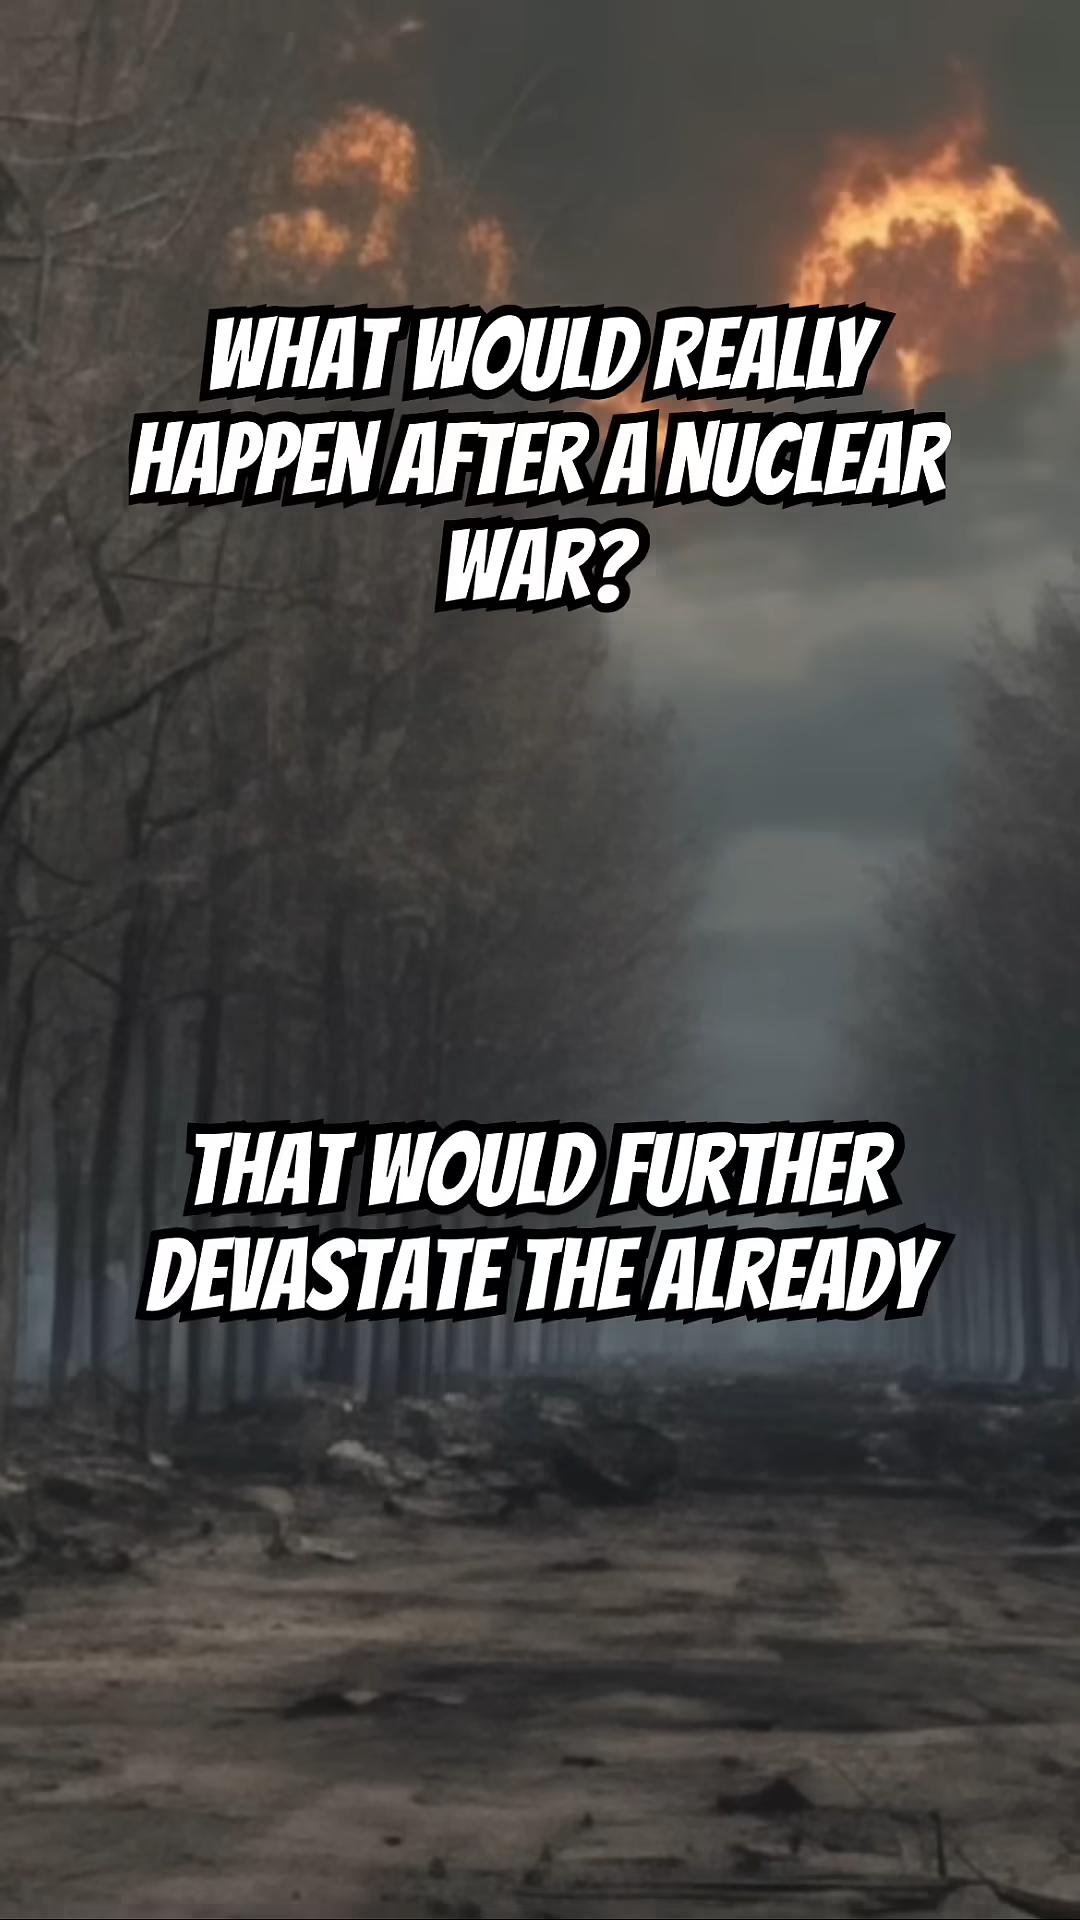 WHAT WOULD REALLY
HAPPEN AFTER A NUCLEAR
WAR?
THAT WOULD FURTHER
DEVASTATE THE ALREADY